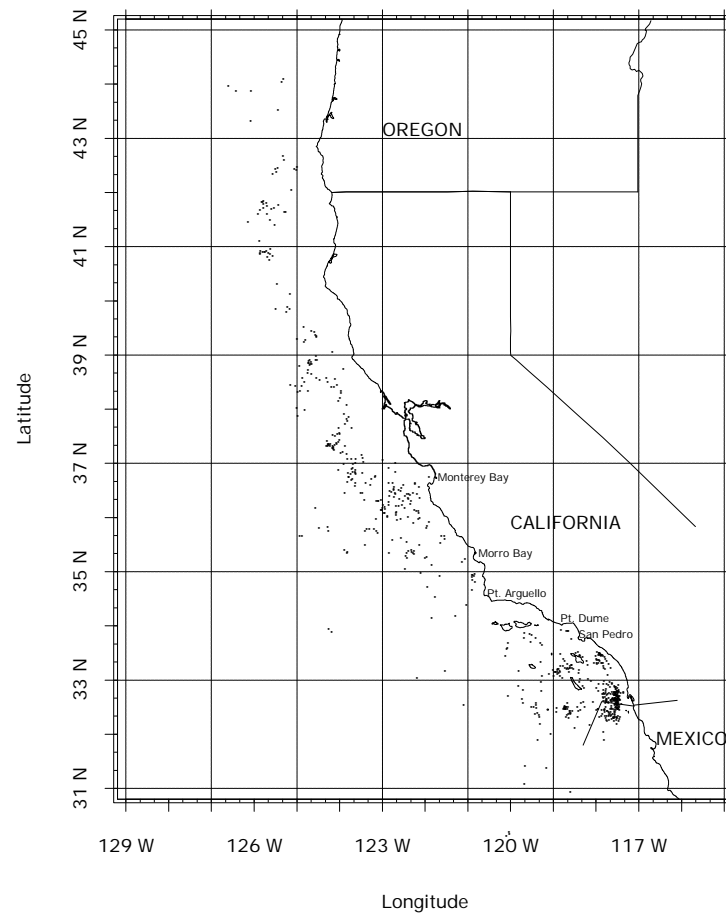 45 N
43 N
OREGON
41 N
39 N
Latitude
37 N
Monterey Bay
CALIFORNIA
Morro Bay
35 N
Pt. Arguello
Pt. Dume
San Pedro
33 N
MEXICO
31 N
129 W 126 W 123 W 120 W 117 W
Longitude